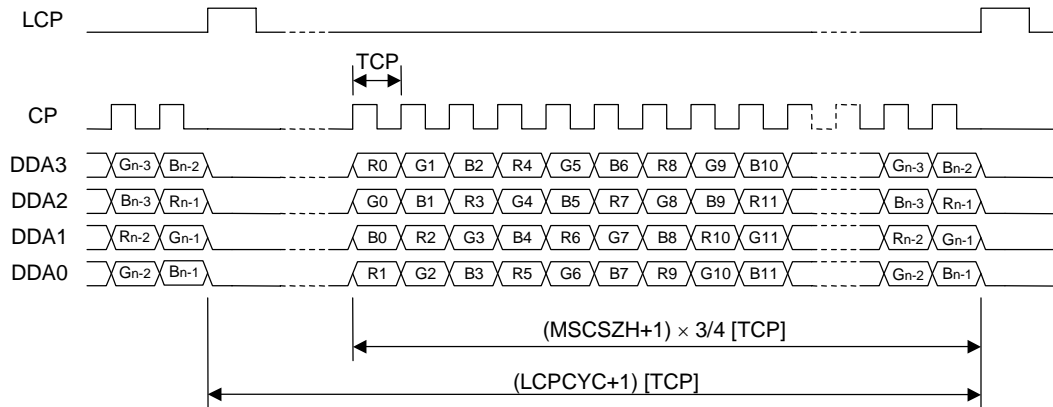 LCP
TCP
CP
DDA3 Gn-3 Bn-2 R0 G1 B2 R4 G5 B6 R8 G9 B10 Gn-3 Bn-2
DDA2 Bn-3 Rn-1 G0 B1 R3 G4 B5 R7 G8 B9 R11 Bn-3 Rn-1
DDA1 Rn-2 Gn-1 B0 R2 G3 B4 R6 G7 B8 R10 G11 Rn-2 Gn-1
DDA0 Gn-2 Bn-1 R1 G2 B3 R5 G6 B7 R9 G10 B11 Gn-2 Bn-1
(MSCSZH+1) × 3/4 [TCP]
(LCPCYC+1) [TCP]